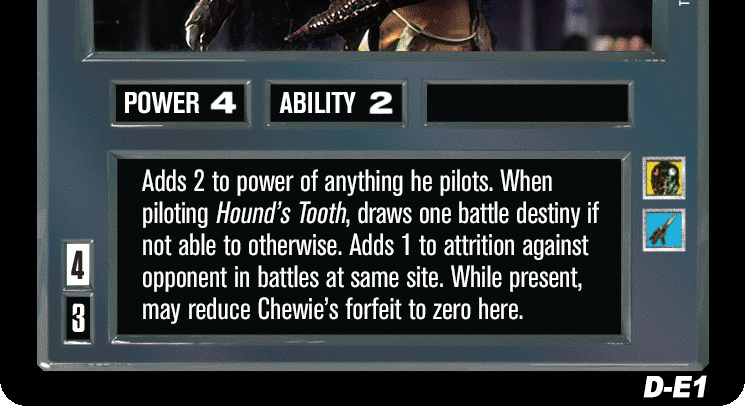 POWER 4 ABILITY 2
Adds 2 to power of anything he pilots. When
piloting Hound's Tooth, draws one battle destiny if
not able to otherwise. Adds 1 to attrition against
opponent in battles at same site. While present,
may reduce Chewie's forfeit to zero here.
4
3
D-E1